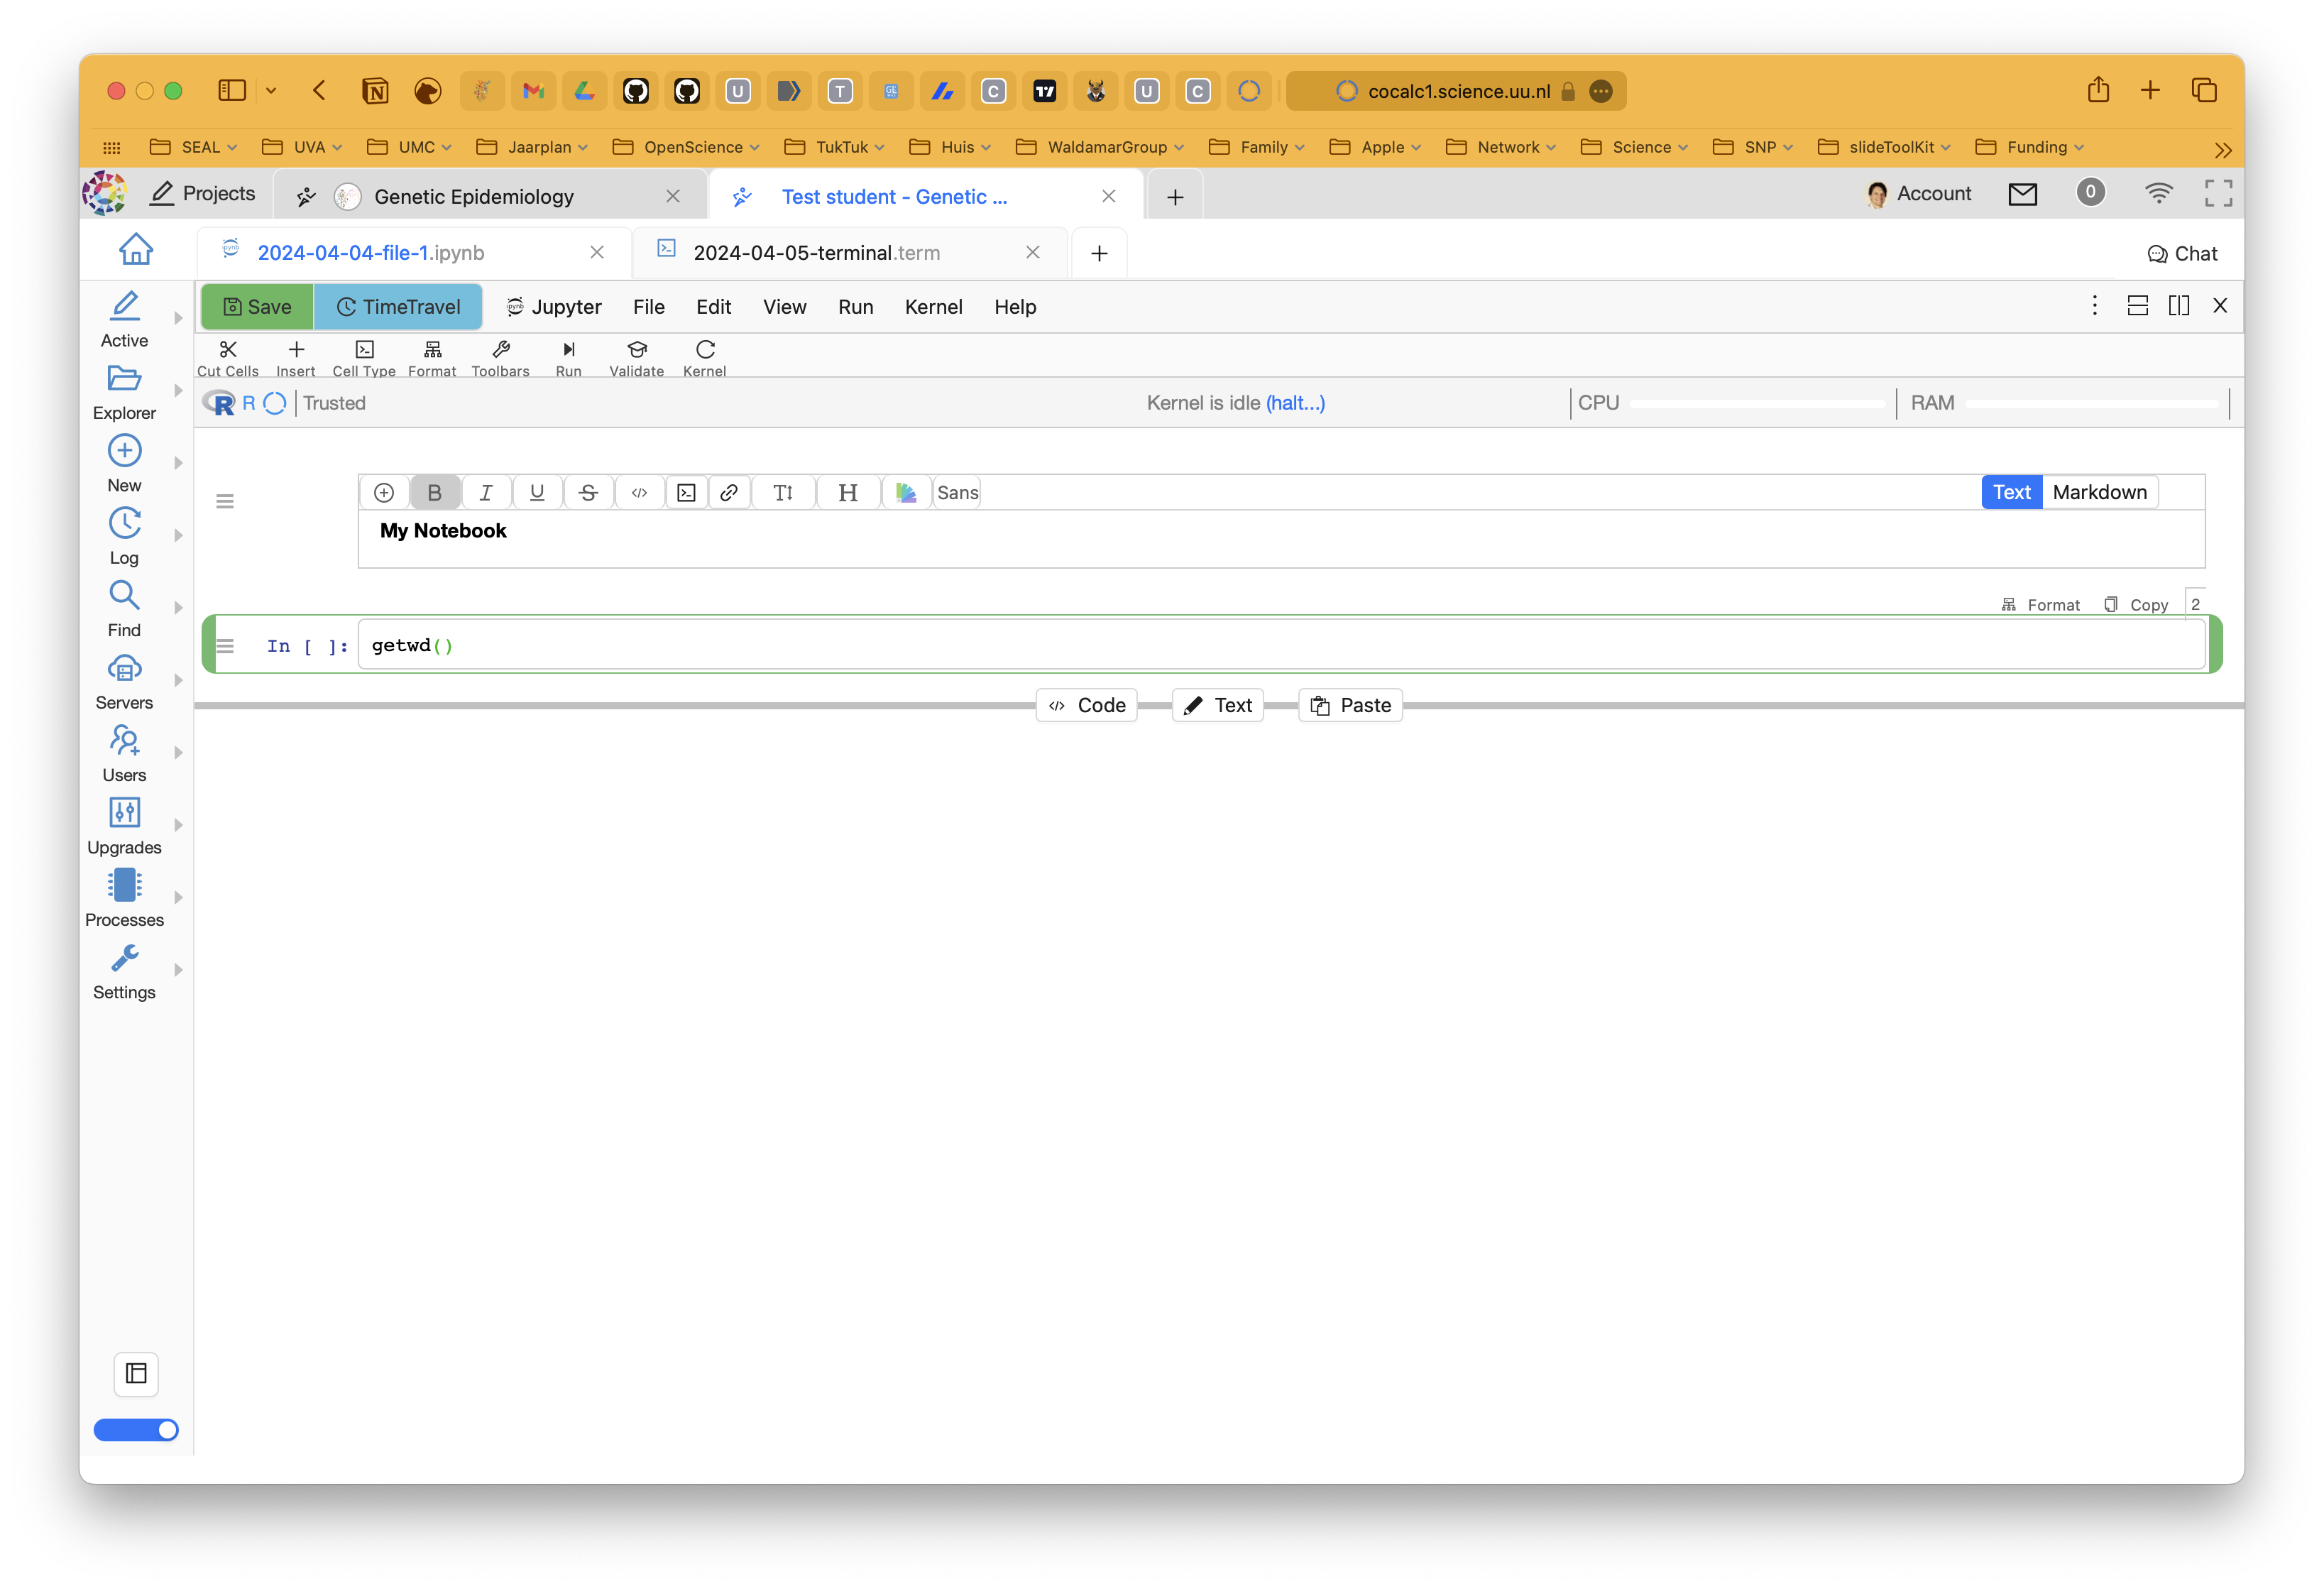 cocalc1.science.uu.nl
SEAL UVA UMC Jaarplan OpenScience TukTuk Huis WaldamarGroup Family Apple Network Science SNP slideToolKit Funding
Projects Genetic Epidemiology Test student - Genetic ... Account 0
2024-04-04-file-1.ipynb 2024-04-05-terminal.term Chat
Save TimeTravel Jupyter File Edit View Run Kernel Help
Cut Cells Insert Cell Type Format Toolbars Run Validate Kernel
R R Trusted Kernel is idle (halt...) CPU RAM
B I U S </> T H Sans Text Markdown
My Notebook
Format Copy 2
In [ ]: getwd()
</> Code Text Paste
Active
Explorer
New
Log
Find
Servers
Users
Upgrades
Processes
Settings